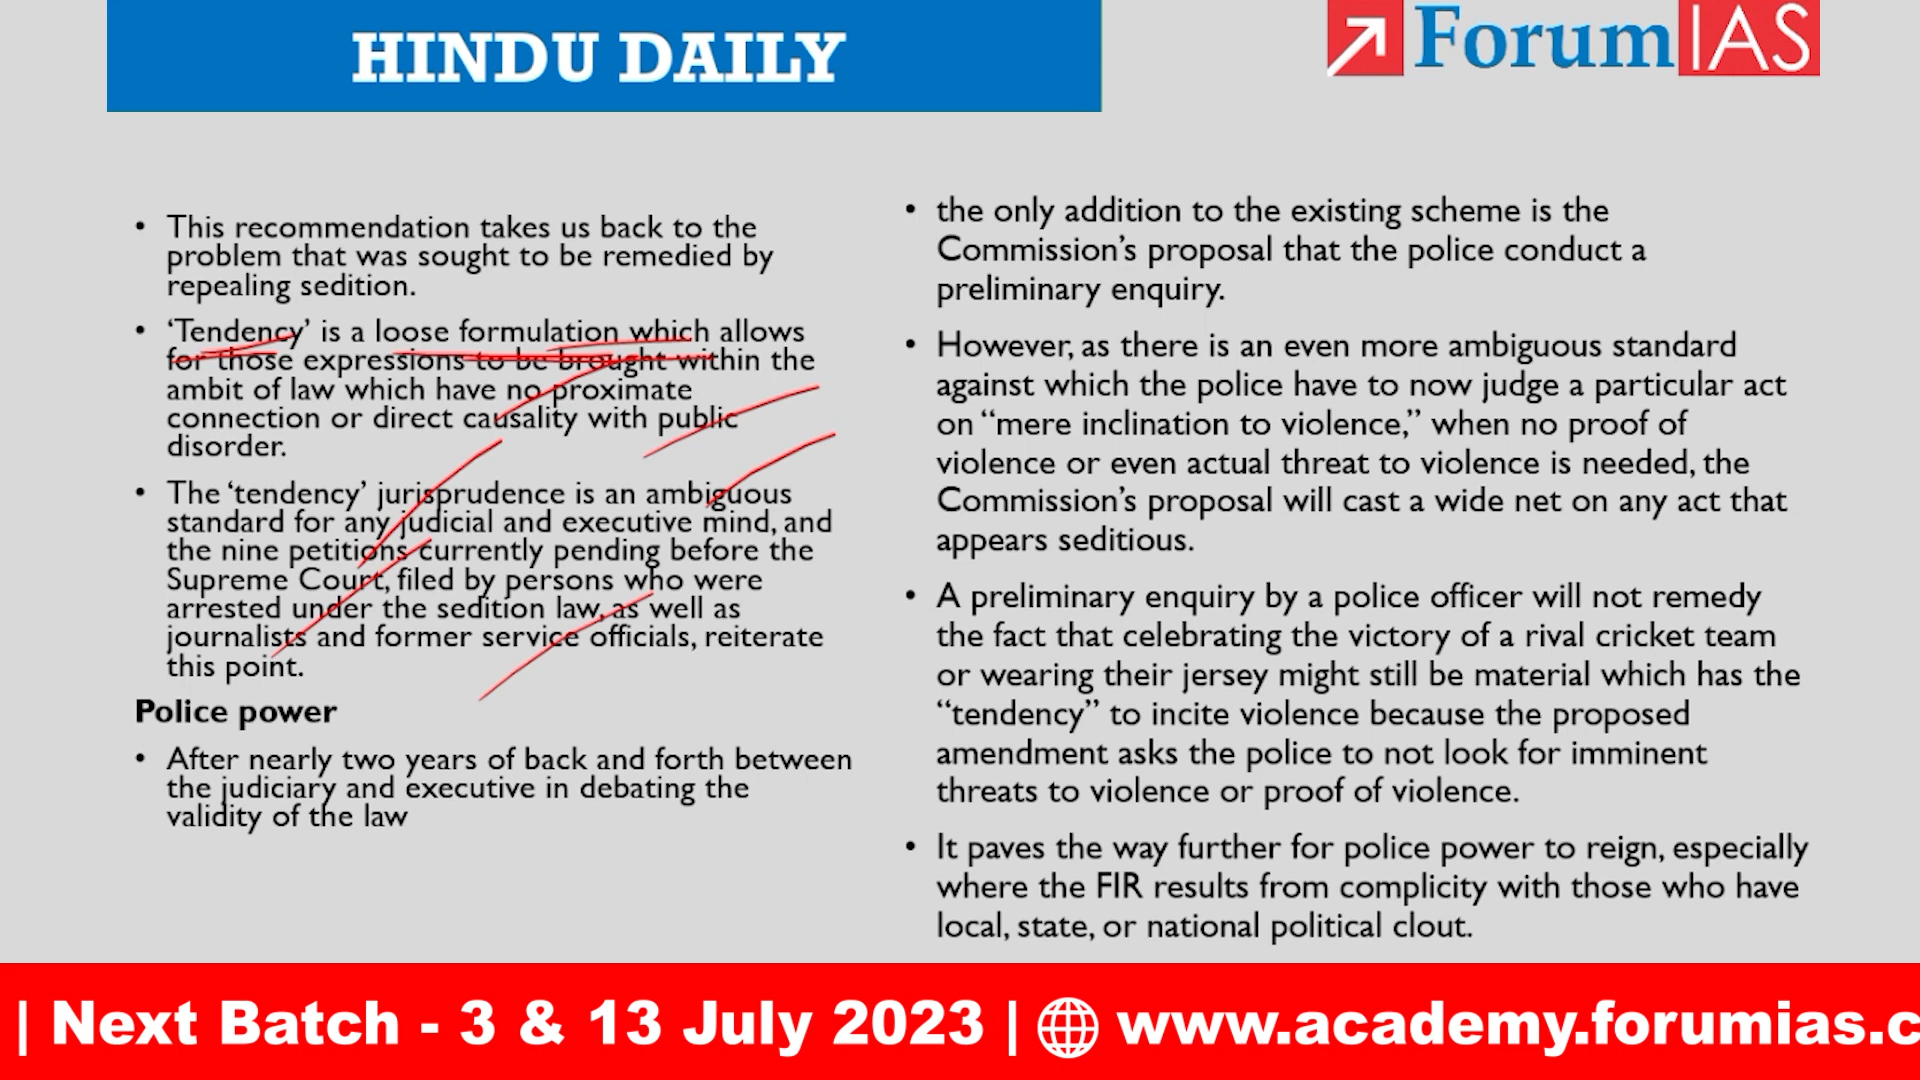 HINDU DAILY
Forum IAS
• This recommendation takes us back to the
problem that was sought to be remedied by
repealing sedition.
• ‘Tendency’ is a loose formulation which allows
for those expressions to be brought within the
ambit of law which have no proximate
connection or direct causality with public
disorder.
• The ‘tendency’ jurisprudence is an ambiguous
standard for any judicial and executive mind, and
the nine petitions currently pending before the
Supreme Court, filed by persons who were
arrested under the sedition law, as well as
journalists and former service officials, reiterate
this point.
Police power
• After nearly two years of back and forth between
the judiciary and executive in debating the
validity of the law
• the only addition to the existing scheme is the
Commission’s proposal that the police conduct a
preliminary enquiry.
• However, as there is an even more ambiguous standard
against which the police have to now judge a particular act
on “mere inclination to violence,” when no proof of
violence or even actual threat to violence is needed, the
Commission’s proposal will cast a wide net on any act that
appears seditious.
• A preliminary enquiry by a police officer will not remedy
the fact that celebrating the victory of a rival cricket team
or wearing their jersey might still be material which has the
“tendency” to incite violence because the proposed
amendment asks the police to not look for imminent
threats to violence or proof of violence.
• It paves the way further for police power to reign, especially
where the FIR results from complicity with those who have
local, state, or national political clout.
| Next Batch - 3 & 13 July 2023 | www.academy.forumias.c